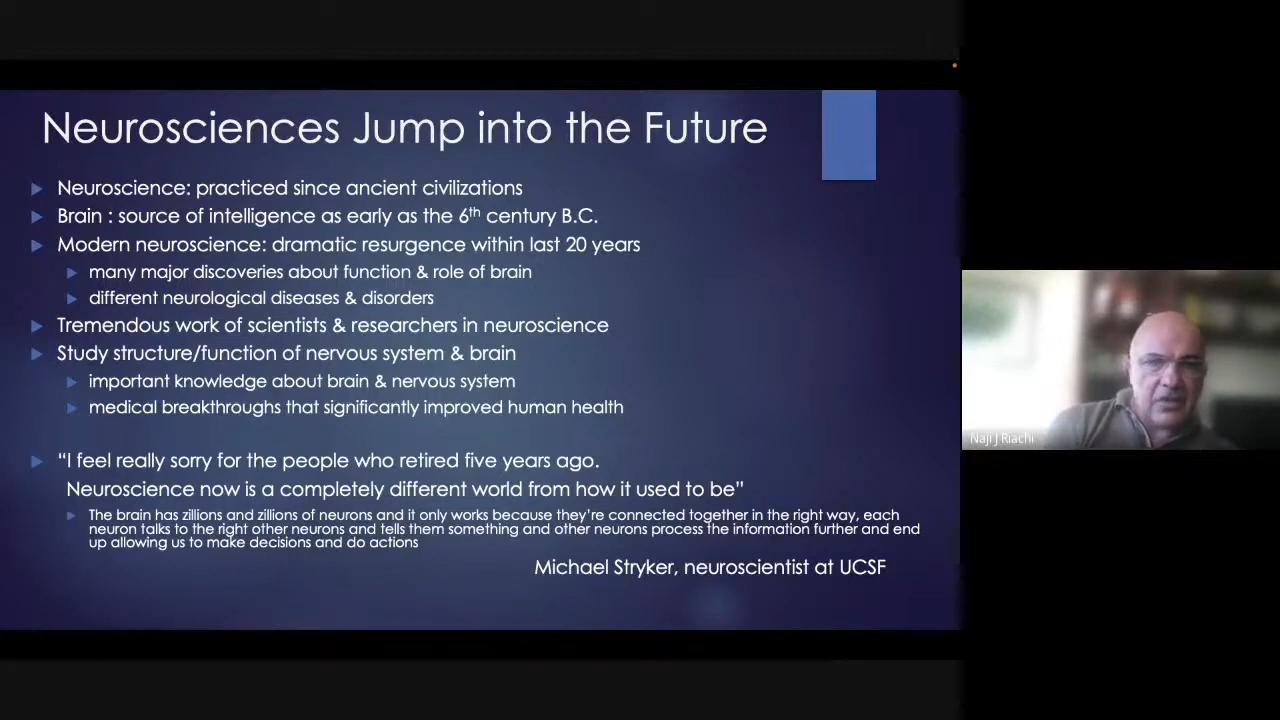 Neurosciences Jump into the Future
Neuroscience: practiced since ancient civilizations
Brain : source of intelligence as early as the 6th century B.C.
Modern neuroscience: dramatic resurgence within last 20 years
many major discoveries about function & role of brain
different neurological diseases & disorders
Tremendous work of scientists & researchers in neuroscience
Study structure/function of nervous system & brain
important knowledge about brain & nervous system
medical breakthroughs that significantly improved human health
“I feel really sorry for the people who retired five years ago.
Neuroscience now is a completely different world from how it used to be”
The brain has zillions and zillions of neurons and it only works because they’re connected together in the right way, each
neuron talks to the right other neurons and tells them something and other neurons process the information further and end
up allowing us to make decisions and do actions
Michael Stryker, neuroscientist at UCSF
Naji J Riachi